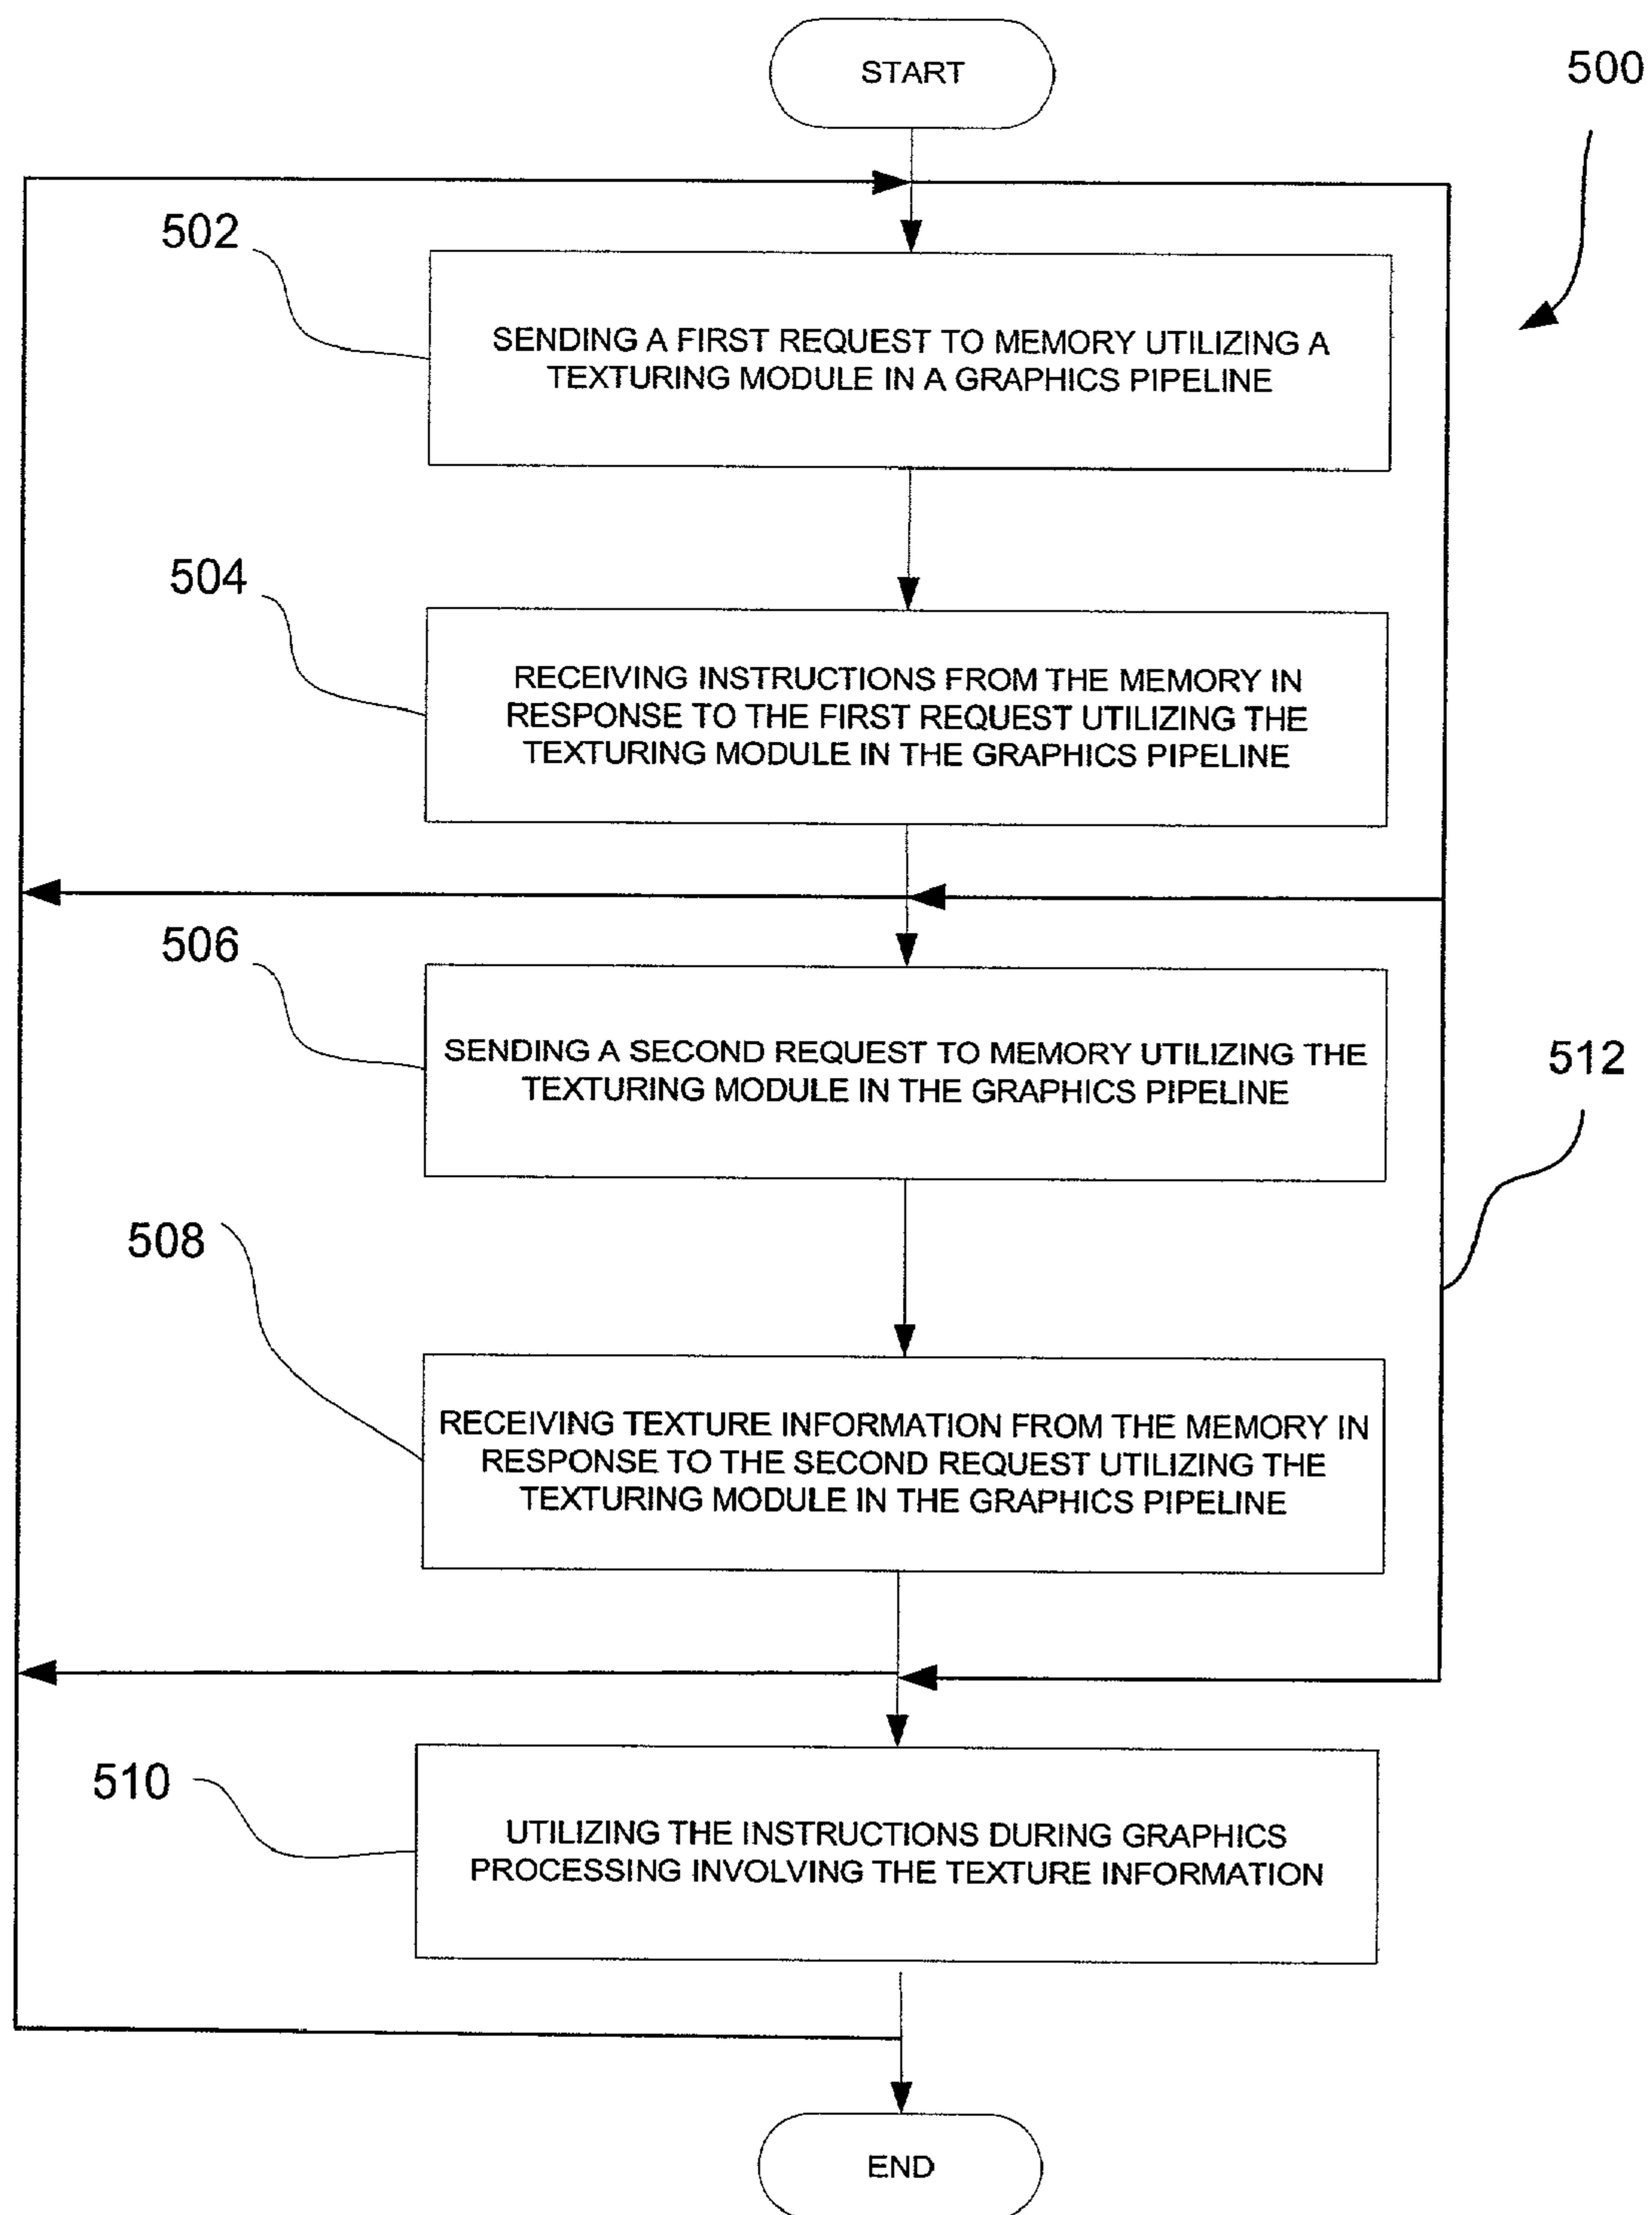 START
500
502
SENDING A FIRST REQUEST TO MEMORY UTILIZING A
TEXTURING MODULE IN A GRAPHICS PIPELINE
504
RECEIVING INSTRUCTIONS FROM THE MEMORY IN
RESPONSE TO THE FIRST REQUEST UTILIZING THE
TEXTURING MODULE IN THE GRAPHICS PIPELINE
506
SENDING A SECOND REQUEST TO MEMORY UTILIZING THE
TEXTURING MODULE IN THE GRAPHICS PIPELINE
512
508
RECEIVING TEXTURE INFORMATION FROM THE MEMORY IN
RESPONSE TO THE SECOND REQUEST UTILIZING THE
TEXTURING MODULE IN THE GRAPHICS PIPELINE
510
UTILIZING THE INSTRUCTIONS DURING GRAPHICS
PROCESSING INVOLVING THE TEXTURE INFORMATION
END